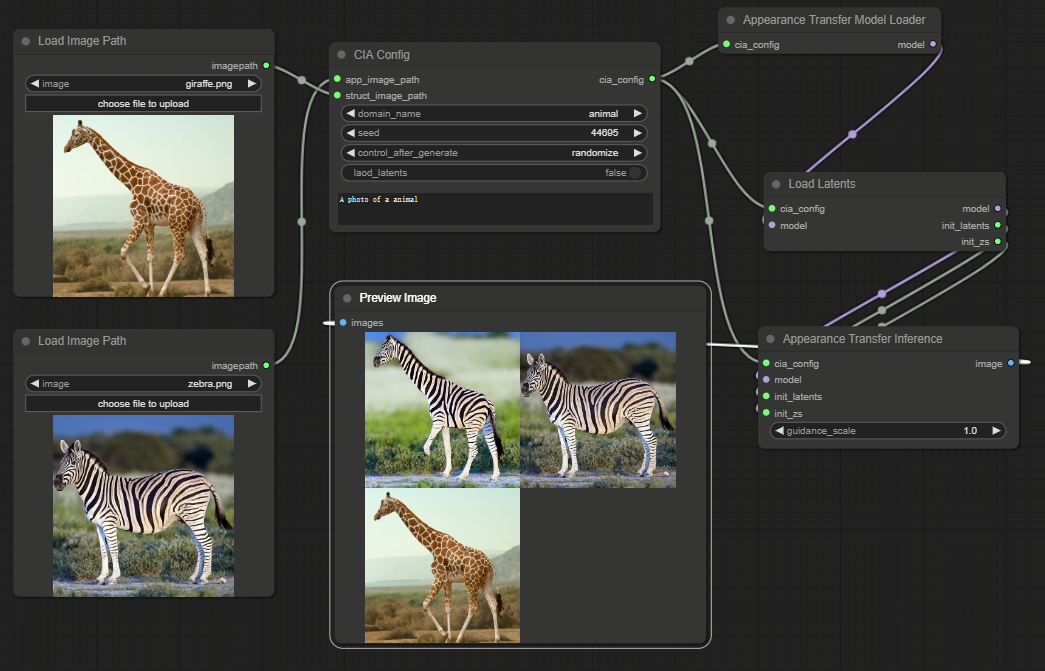 Load Image Path
imagepath
image giraffe.png
choose file to upload
Load Image Path
imagepath
image zebra.png
choose file to upload
CIA Config
app_image_path cia_config
struct_image_path
domain_name animal
seed 44695
control_after_generate randomize
laod_latents false
A photo of a animal
Preview Image
images
Appearance Transfer Model Loader
cia_config model
Load Latents
cia_config model
model init_latents
init_zs
Appearance Transfer Inference
cia_config image
model
init_latents
init_zs
guidance_scale 1.0